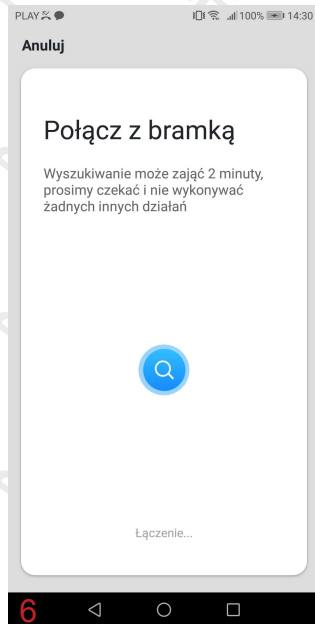 PLAY 100% 14:30
Anuluj
Połącz z bramką
Wyszukiwanie może zająć 2 minuty,
prosimy czekać i nie wykonywać
żadnych innych działań
Łączenie...
6